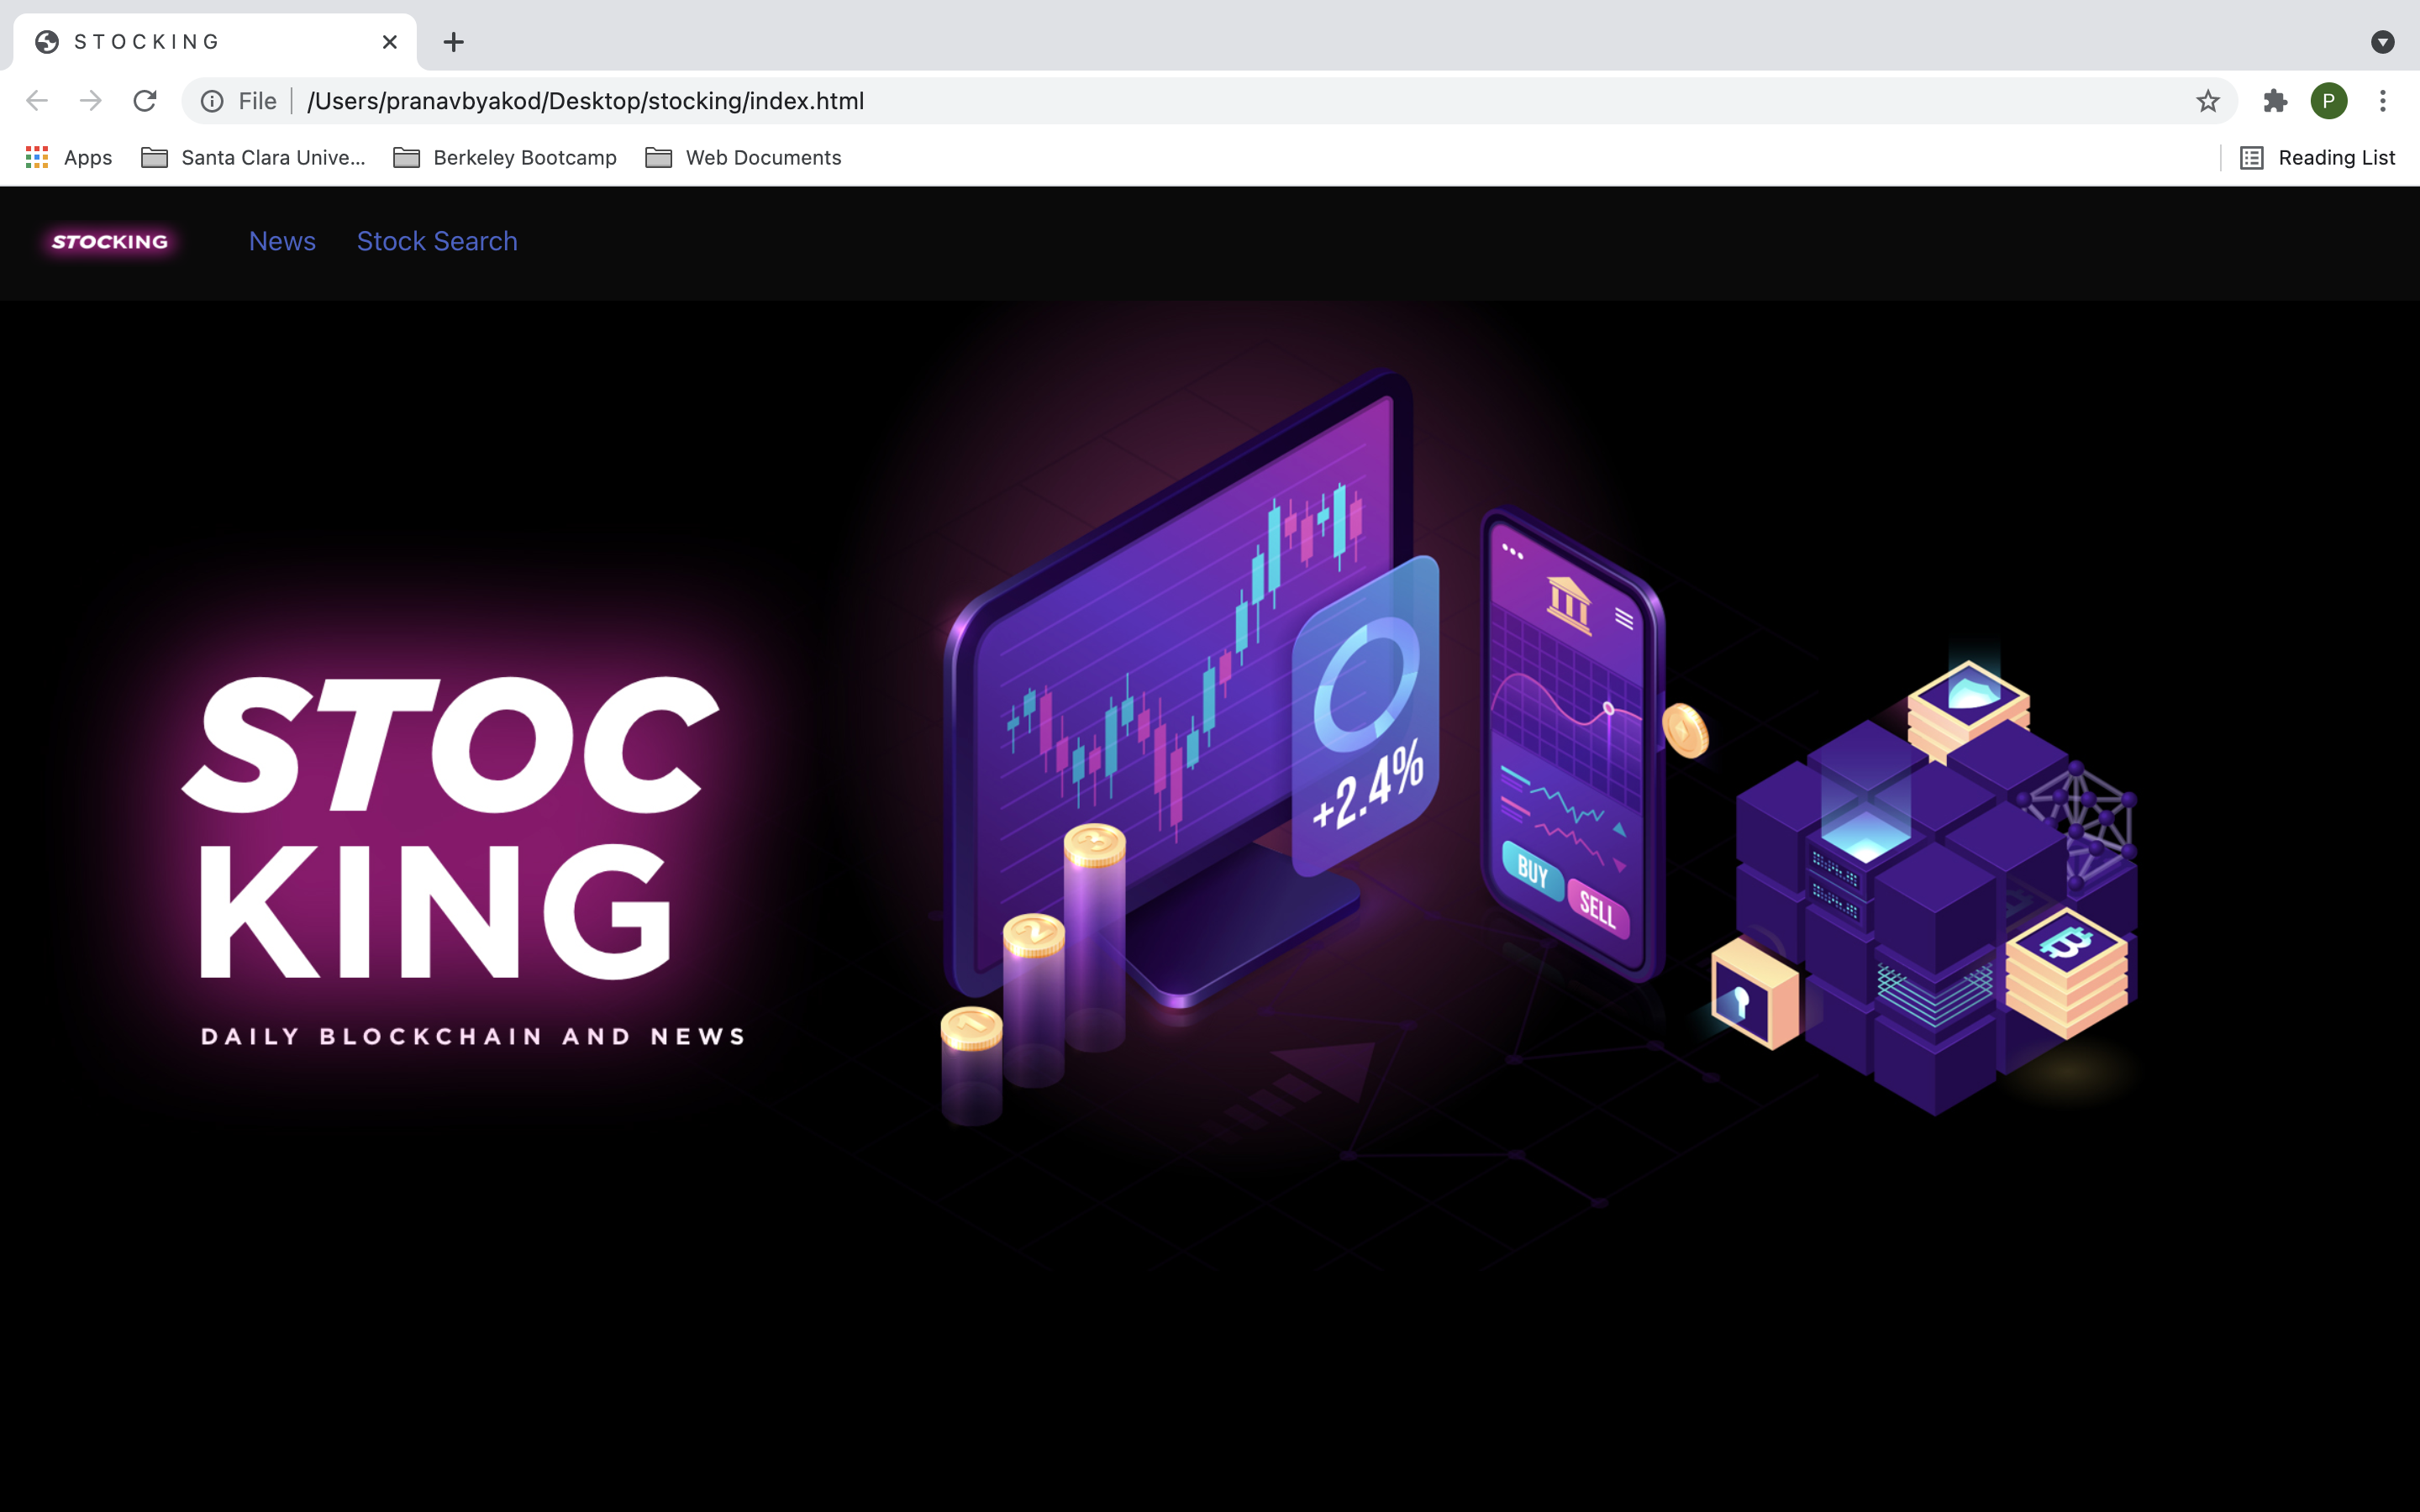 STOCKING
File /Users/pranavbyakod/Desktop/stocking/index.html
P
Apps Santa Clara Unive... Berkeley Bootcamp Web Documents Reading List
STOCKING News Stock Search
STOC
KING
DAILY BLOCKCHAIN AND NEWS
+2.4%
BUY
SELL
3
2
1